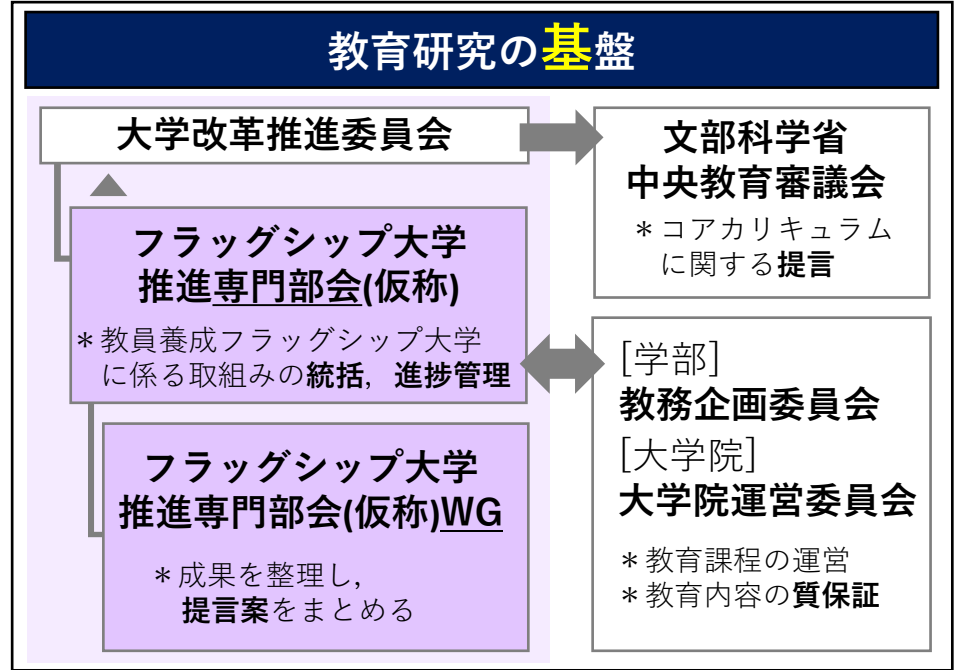 教育研究の基盤
大学改革推進委員会
フラッグシップ大学
推進専門部会(仮称)
＊教員養成フラッグシップ大学
に係る取組みの統括，進捗管理
フラッグシップ大学
推進専門部会(仮称)WG
＊成果を整理し，
提言案をまとめる
文部科学省
中央教育審議会
＊コアカリキュラム
に関する提言
[学部]
教務企画委員会
[大学院]
大学院運営委員会
＊教育課程の運営
＊教育内容の質保証